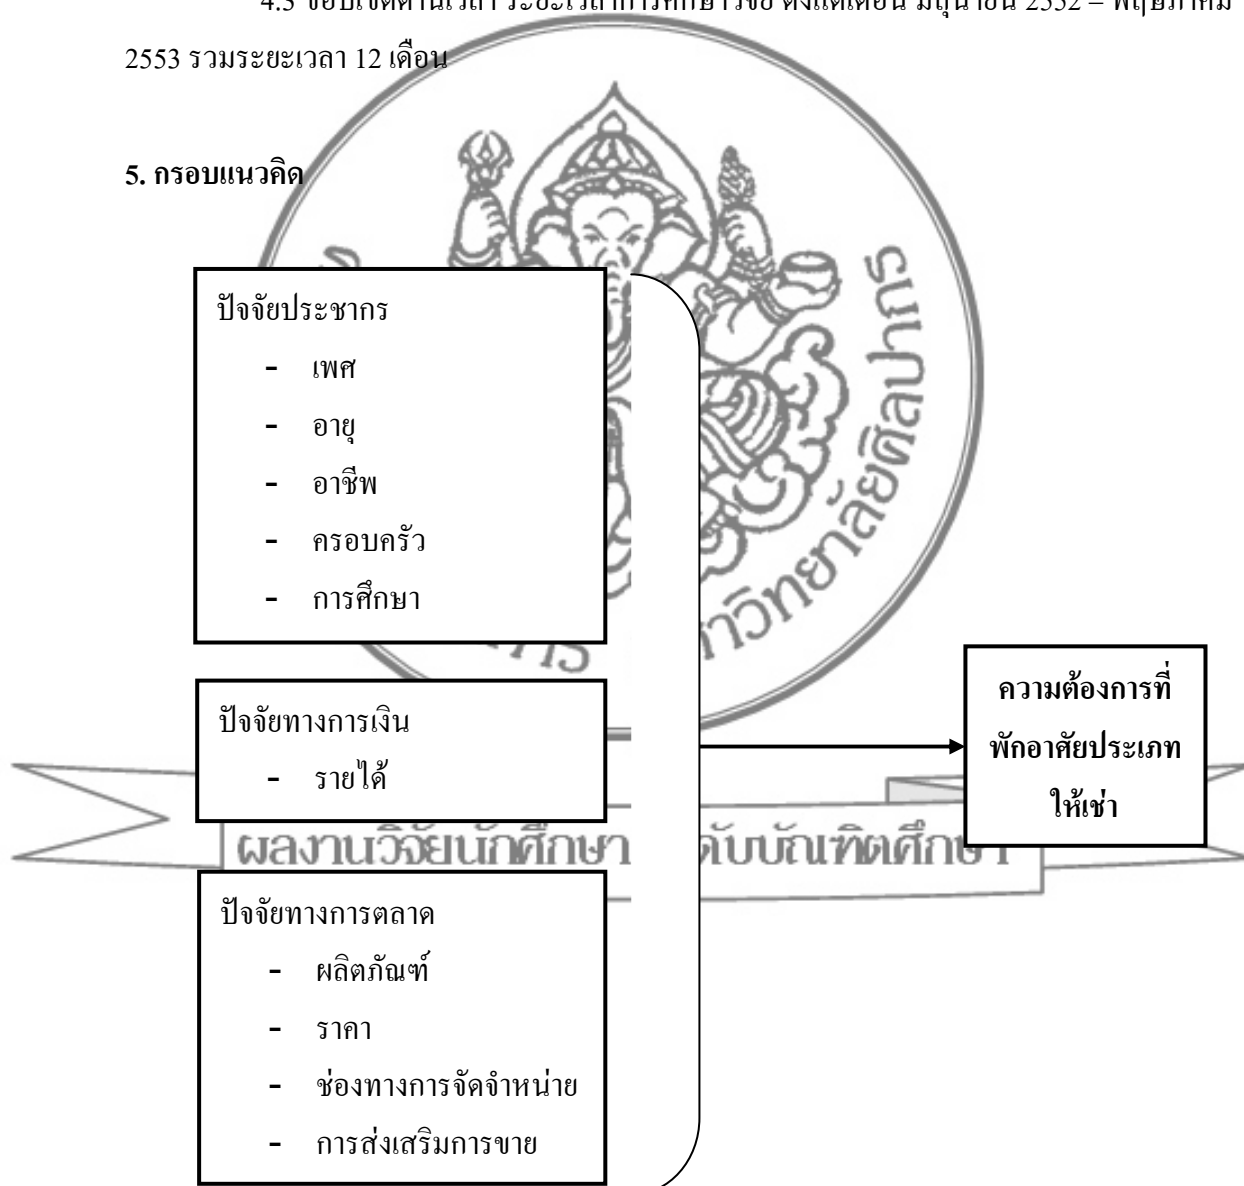 4.3 ขอบเขตด้านเวลา ระยะเวลาการศึกษาวิจัย ตั้งแต่เดือน มิถุนายน 2552 – พฤษภาคม
2553 รวมระยะเวลา 12 เดือน
5. กรอบแนวคิด
ปัจจัยประชากร
- เพศ
- อายุ
- อาชีพ
- ครอบครัว
- การศึกษา
ปัจจัยทางการเงิน
- รายได้
ปัจจัยทางการตลาด
- ผลิตภัณฑ์
- ราคา
- ช่องทางการจัดจำหน่าย
- การส่งเสริมการขาย
ความต้องการที่
พักอาศัยประเภท
ให้เช่า
าวิทยาลัยศิลปากร
ผลงานวิจัยนักศึกษา ดับบัณฑิตศึกษา